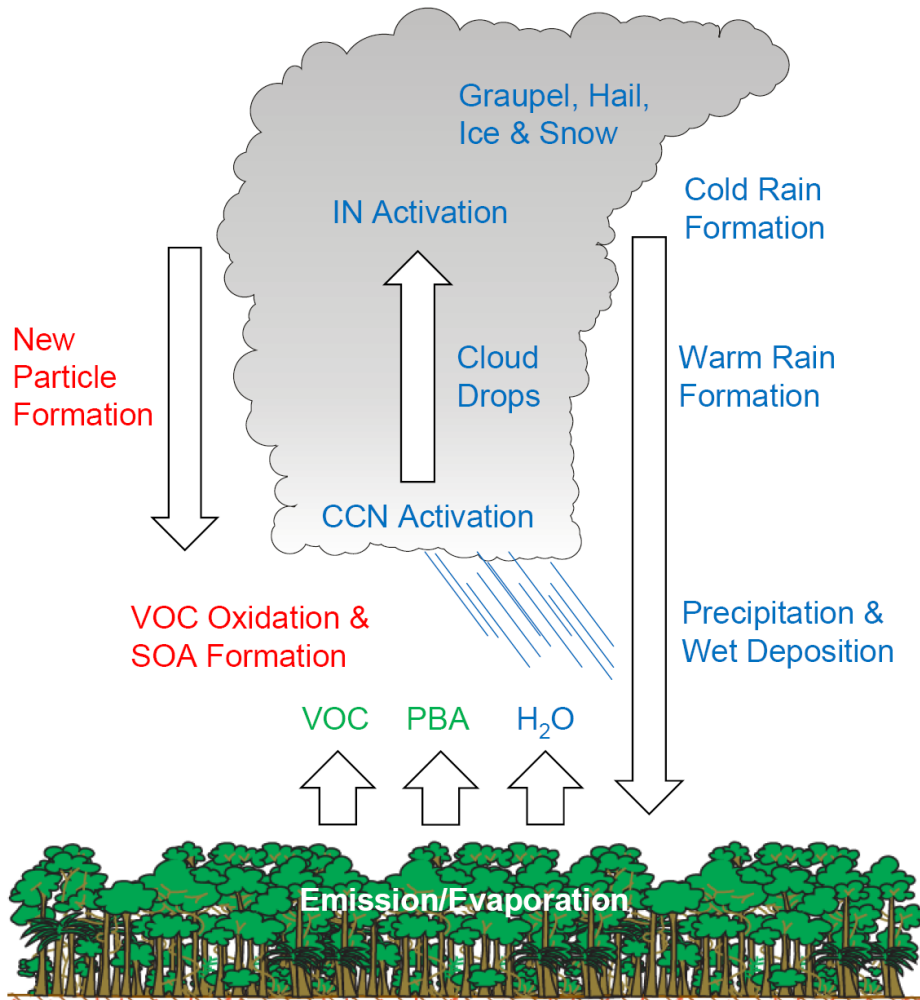 Graupel, Hail,
Ice & Snow
Cold Rain
Formation
IN Activation
New
Particle
Formation
Cloud
Drops
Warm Rain
Formation
CCN Activation
VOC Oxidation &
SOA Formation
Precipitation &
Wet Deposition
VOC
PBA
H₂O
Emission/Evaporation